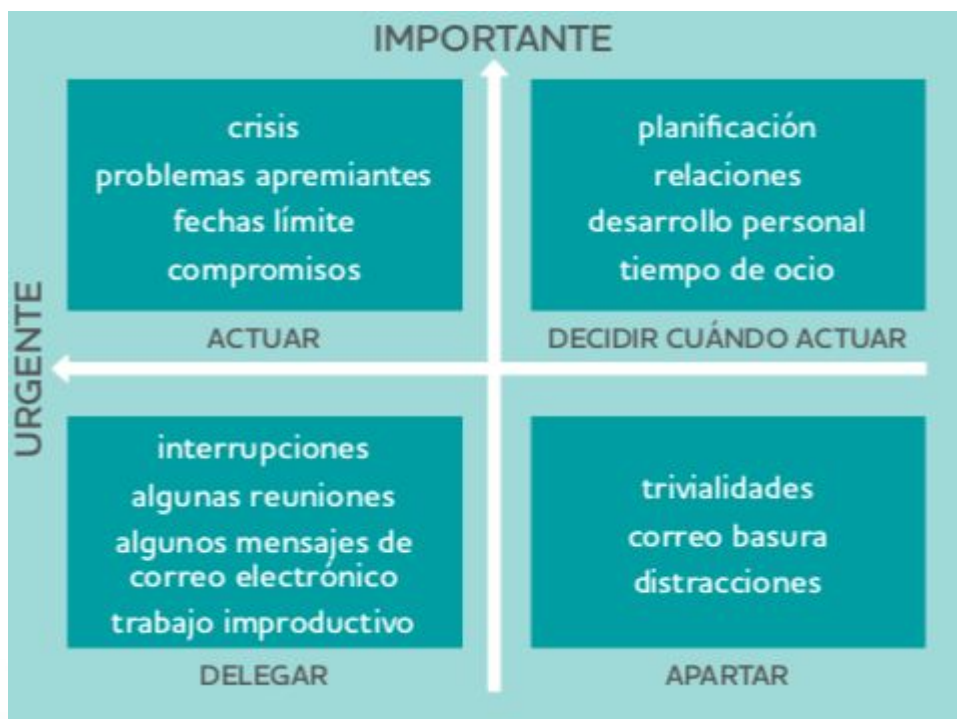 IMPORTANTE
URGENTE
crisis
problemas apremiantes
fechas límite
compromisos
ACTUAR
planificación
relaciones
desarrollo personal
tiempo de ocio
DECIDIR CUÁNDO ACTUAR
interrupciones
algunas reuniones
algunos mensajes de
correo electrónico
trabajo improductivo
DELEGAR
trivialidades
correo basura
distracciones
APARTAR